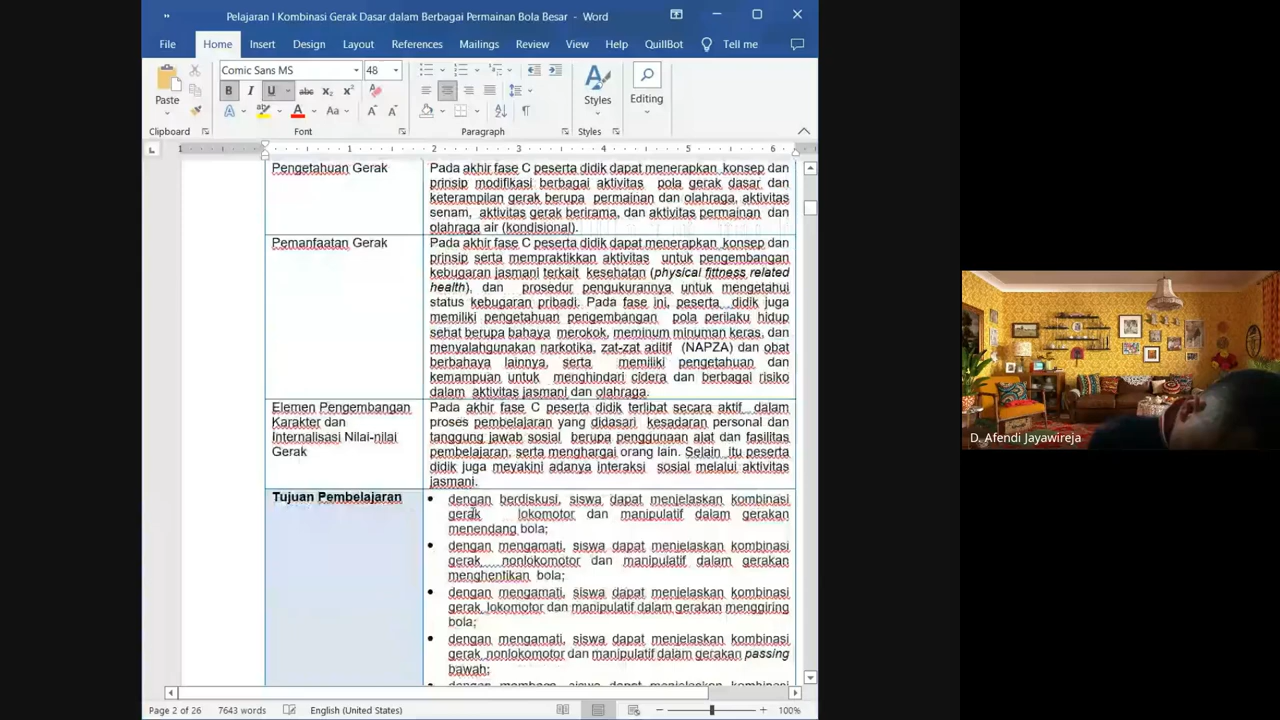 Pelajaran I Kombinasi Gerak Dasar dalam Berbagai Permainan Bola Besar - Word
File Home Insert Design Layout References Mailings Review View Help QuillBot Tell me
Comic Sans MS 48
Paste
Styles
Editing
Clipboard Font Paragraph Styles
1 1 2 3 4 5 6
Pengetahuan Gerak
Pada akhir fase C peserta didik dapat menerapkan konsep dan
prinsip modifikasi berbagai aktivitas pola gerak dasar dan
keterampilan gerak berupa permainan dan olahraga, aktivitas
senam, aktivitas gerak berirama, dan aktivitas permainan dan
olahraga air (kondisional).
Pemanfaatan Gerak
Pada akhir fase C peserta didik dapat menerapkan konsep dan
prinsip serta mempraktikkan aktivitas untuk pengembangan
kebugaran jasmani terkait kesehatan (physical fittness related
health), dan prosedur pengukurannya untuk mengetahui
status kebugaran pribadi. Pada fase ini, peserta didik juga
memiliki pengetahuan pengembangan pola perilaku hidup
sehat berupa bahaya merokok, meminum minuman keras, dan
menyalahgunakan narkotika, zat-zat aditif (NAPZA) dan obat
berbahaya lainnya, serta memiliki pengetahuan dan
kemampuan untuk menghindari cidera dan berbagai risiko
dalam aktivitas jasmani dan olahraga.
Elemen Pengembangan
Karakter dan
Internalisasi Nilai-nilai
Gerak
Pada akhir fase C peserta didik terlibat secara aktif dalam
proses pembelajaran yang didasari kesadaran personal dan
tanggung jawab sosial berupa penggunaan alat dan fasilitas
pembelajaran, serta menghargai orang lain. Selain itu peserta
didik juga meyakini adanya interaksi sosial melalui aktivitas
jasmani.
Tujuan Pembelajaran
• dengan berdiskusi, siswa dapat menjelaskan kombinasi
gerak lokomotor dan manipulatif dalam gerakan
menendang bola;
• dengan mengamati, siswa dapat menjelaskan kombinasi
gerak nonlokomotor dan manipulatif dalam gerakan
menghentikan bola;
• dengan mengamati, siswa dapat menjelaskan kombinasi
gerak lokomotor dan manipulatif dalam gerakan menggiring
bola;
• dengan mengamati, siswa dapat menjelaskan kombinasi
gerak nonlokomotor dan manipulatif dalam gerakan passing
bawah;
• dengan membaca, siswa dapat menjelaskan kombinasi
Page 2 of 26 7643 words English (United States) 100%
D. Afendi Jayawireja